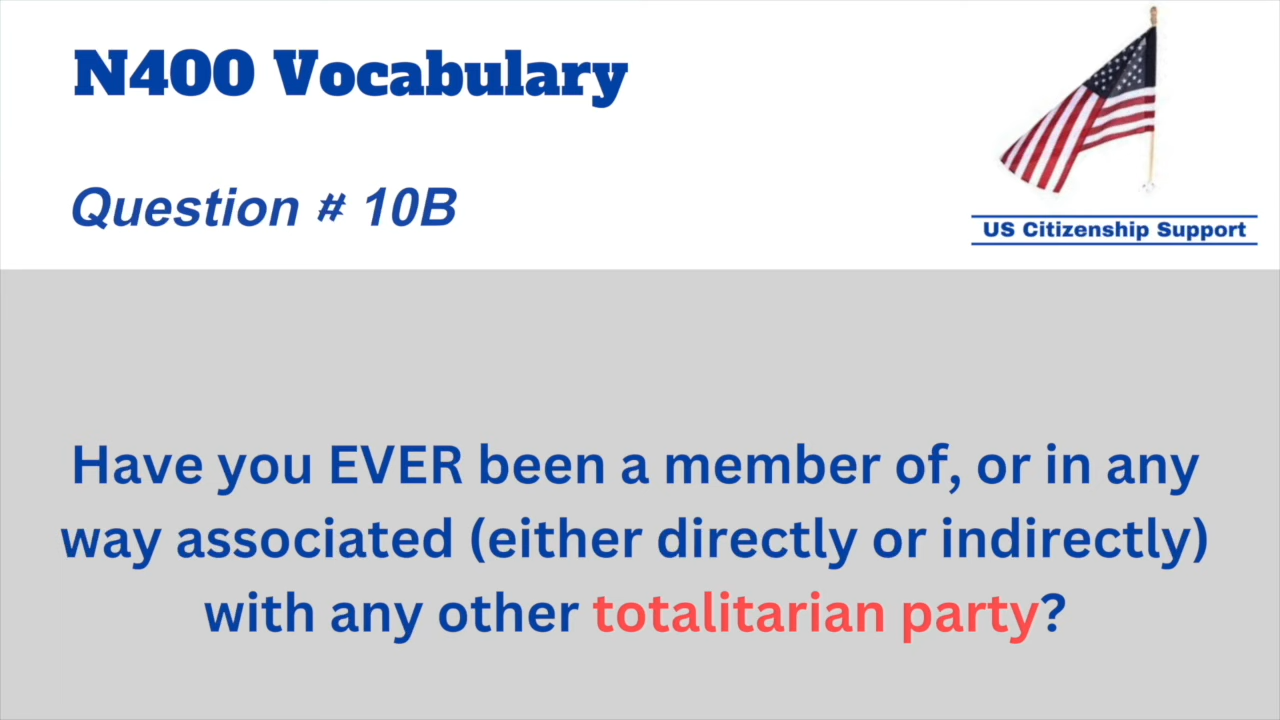 N400 Vocabulary
Question # 10B
US Citizenship Support
Have you EVER been a member of, or in any
way associated (either directly or indirectly)
with any other totalitarian party?